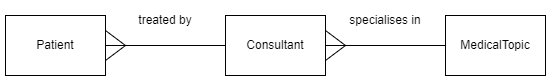 treated by
specialises in
Patient
Consultant
MedicalTopic